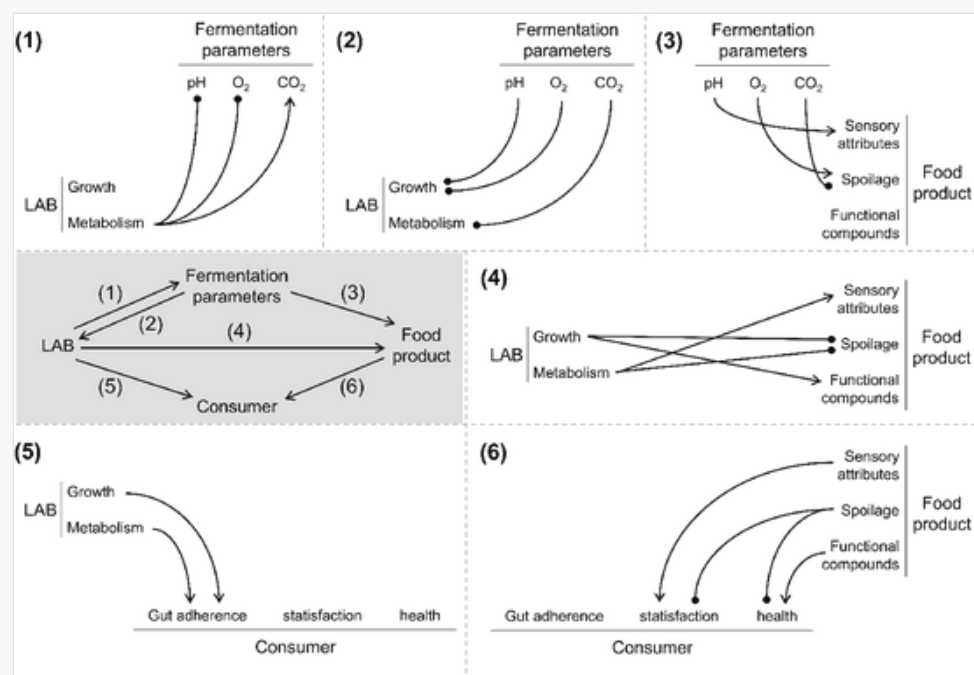 (1)
Fermentation
parameters
pH O₂ CO₂
LAB
Growth
Metabolism
(2)
Fermentation
parameters
pH O₂ CO₂
LAB
Growth
Metabolism
(3)
Fermentation
parameters
pH O₂ CO₂
Sensory
attributes
Spoilage
Functional
compounds
Food
product
Fermentation
parameters
(1)
(2)
(3)
(4)
LAB
Food
product
(5)
(6)
Consumer
(4)
LAB
Growth
Metabolism
Sensory
attributes
Spoilage
Functional
compounds
Food
product
(5)
LAB
Growth
Metabolism
Gut adherence statisfaction health
Consumer
(6)
Sensory
attributes
Spoilage
Functional
compounds
Food
product
Gut adherence statisfaction health
Consumer